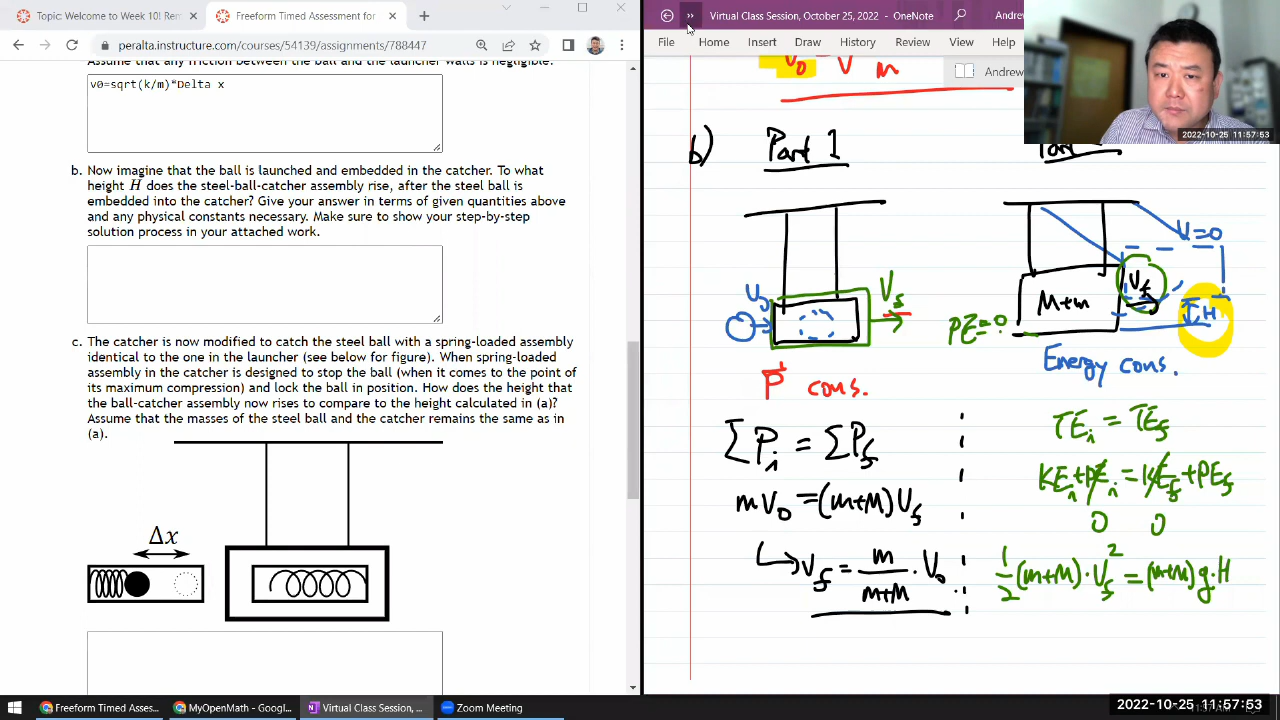 Topic: Welcome to Week 10! Rem
Freeform Timed Assessment for
peralta.instructure.com/courses/54139/assignments/788447
Assume that any friction between the ball and the launcher walls is negligible.
v0=sqrt(k/m)*Delta x
b. Now imagine that the ball is launched and embedded in the catcher. To what
height H does the steel-ball-catcher assembly rise, after the steel ball is
embedded into the catcher? Give your answer in terms of given quantities above
and any physical constants necessary. Make sure to show your step-by-step
solution process in your attached work.
c. The catcher is now modified to catch the steel ball with a spring-loaded assembly
identical to the one in the launcher (see below for figure). When spring-loaded
assembly in the catcher is designed to stop the ball (when it comes to the point of
its maximum compression) and lock the ball in position. How does the height that
the ball-catcher assembly now rises to compare to the height calculated in (a)?
Assume that the masses of the steel ball and the catcher remains the same as in
(a).
Δx
Virtual Class Session, October 25, 2022 - OneNote
Andrew
File Home Insert Draw History Review View Help
Andrew
V0 = V m
2022-10-25 11:57:53
b) Part 1
V0
Vf
P cons.
ΣPi = ΣPf
mV0 = (m+M)Vf
Vf = m/(m+M) · V0
V=0
M+m
Vf
H
PE=0
Energy cons.
TEi = TEf
KEi + PEi = KEf + PEf
0 0
1/2 (m+M) · Vf² = (m+M) g · H
Freeform Timed Asses...
MyOpenMath - Googl...
Virtual Class Session, ...
Zoom Meeting
2022-10-25 11:57:53